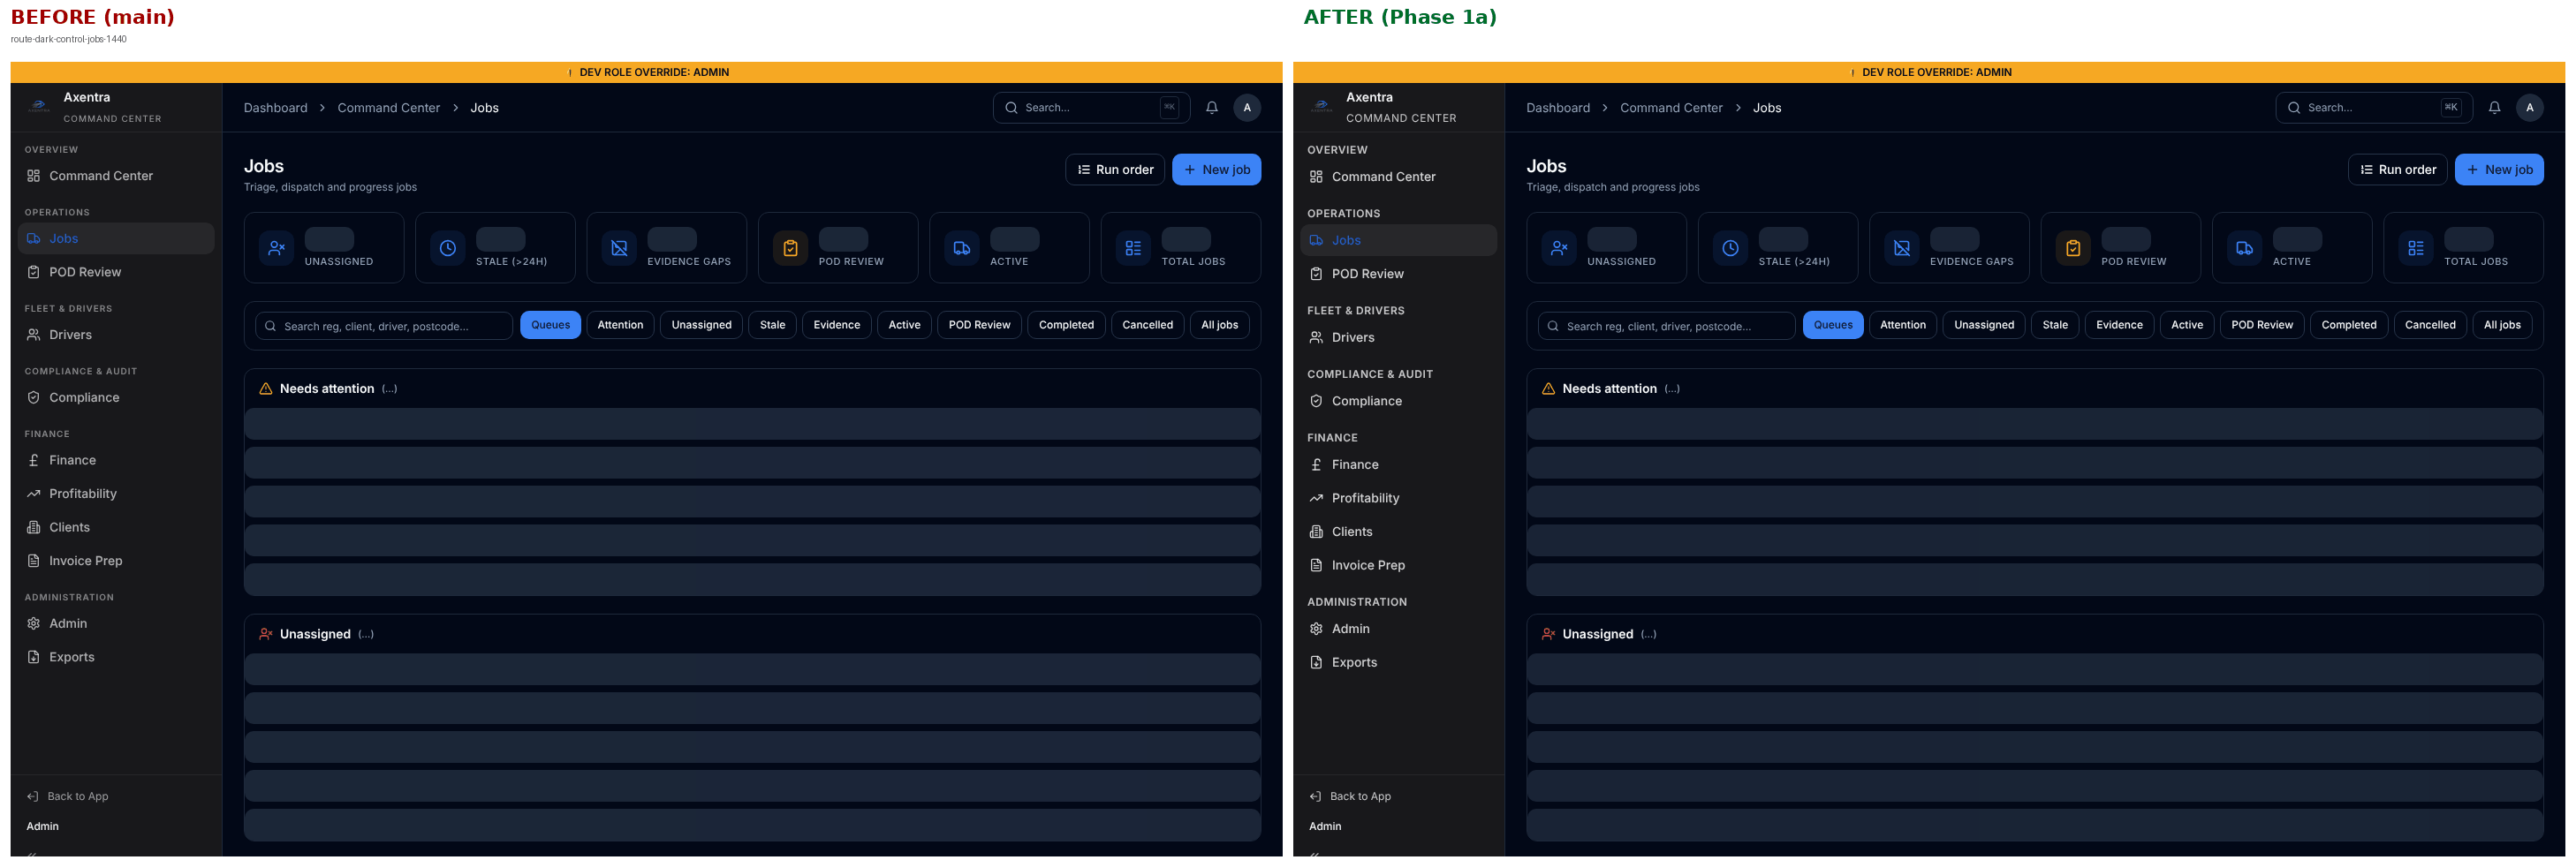 BEFORE (main)
route-dark-control-jobs-1440
DEV ROLE OVERRIDE: ADMIN
Axentra
COMMAND CENTER
Dashboard > Command Center > Jobs
Search... ⌘K
A
OVERVIEW
Command Center
OPERATIONS
Jobs
POD Review
FLEET & DRIVERS
Drivers
COMPLIANCE & AUDIT
Compliance
FINANCE
Finance
Profitability
Clients
Invoice Prep
ADMINISTRATION
Admin
Exports
Back to App
Admin
Jobs
Triage, dispatch and progress jobs
Run order
New job
UNASSIGNED
STALE (>24H)
EVIDENCE GAPS
POD REVIEW
ACTIVE
TOTAL JOBS
Search reg, client, driver, postcode...
Queues Attention Unassigned Stale Evidence Active POD Review Completed Cancelled All jobs
Needs attention (...)
Unassigned (...)
AFTER (Phase 1a)
DEV ROLE OVERRIDE: ADMIN
Axentra
COMMAND CENTER
Dashboard > Command Center > Jobs
Search... ⌘K
A
OVERVIEW
Command Center
OPERATIONS
Jobs
POD Review
FLEET & DRIVERS
Drivers
COMPLIANCE & AUDIT
Compliance
FINANCE
Finance
Profitability
Clients
Invoice Prep
ADMINISTRATION
Admin
Exports
Back to App
Admin
Jobs
Triage, dispatch and progress jobs
Run order
New job
UNASSIGNED
STALE (>24H)
EVIDENCE GAPS
POD REVIEW
ACTIVE
TOTAL JOBS
Search reg, client, driver, postcode...
Queues Attention Unassigned Stale Evidence Active POD Review Completed Cancelled All jobs
Needs attention (...)
Unassigned (...)